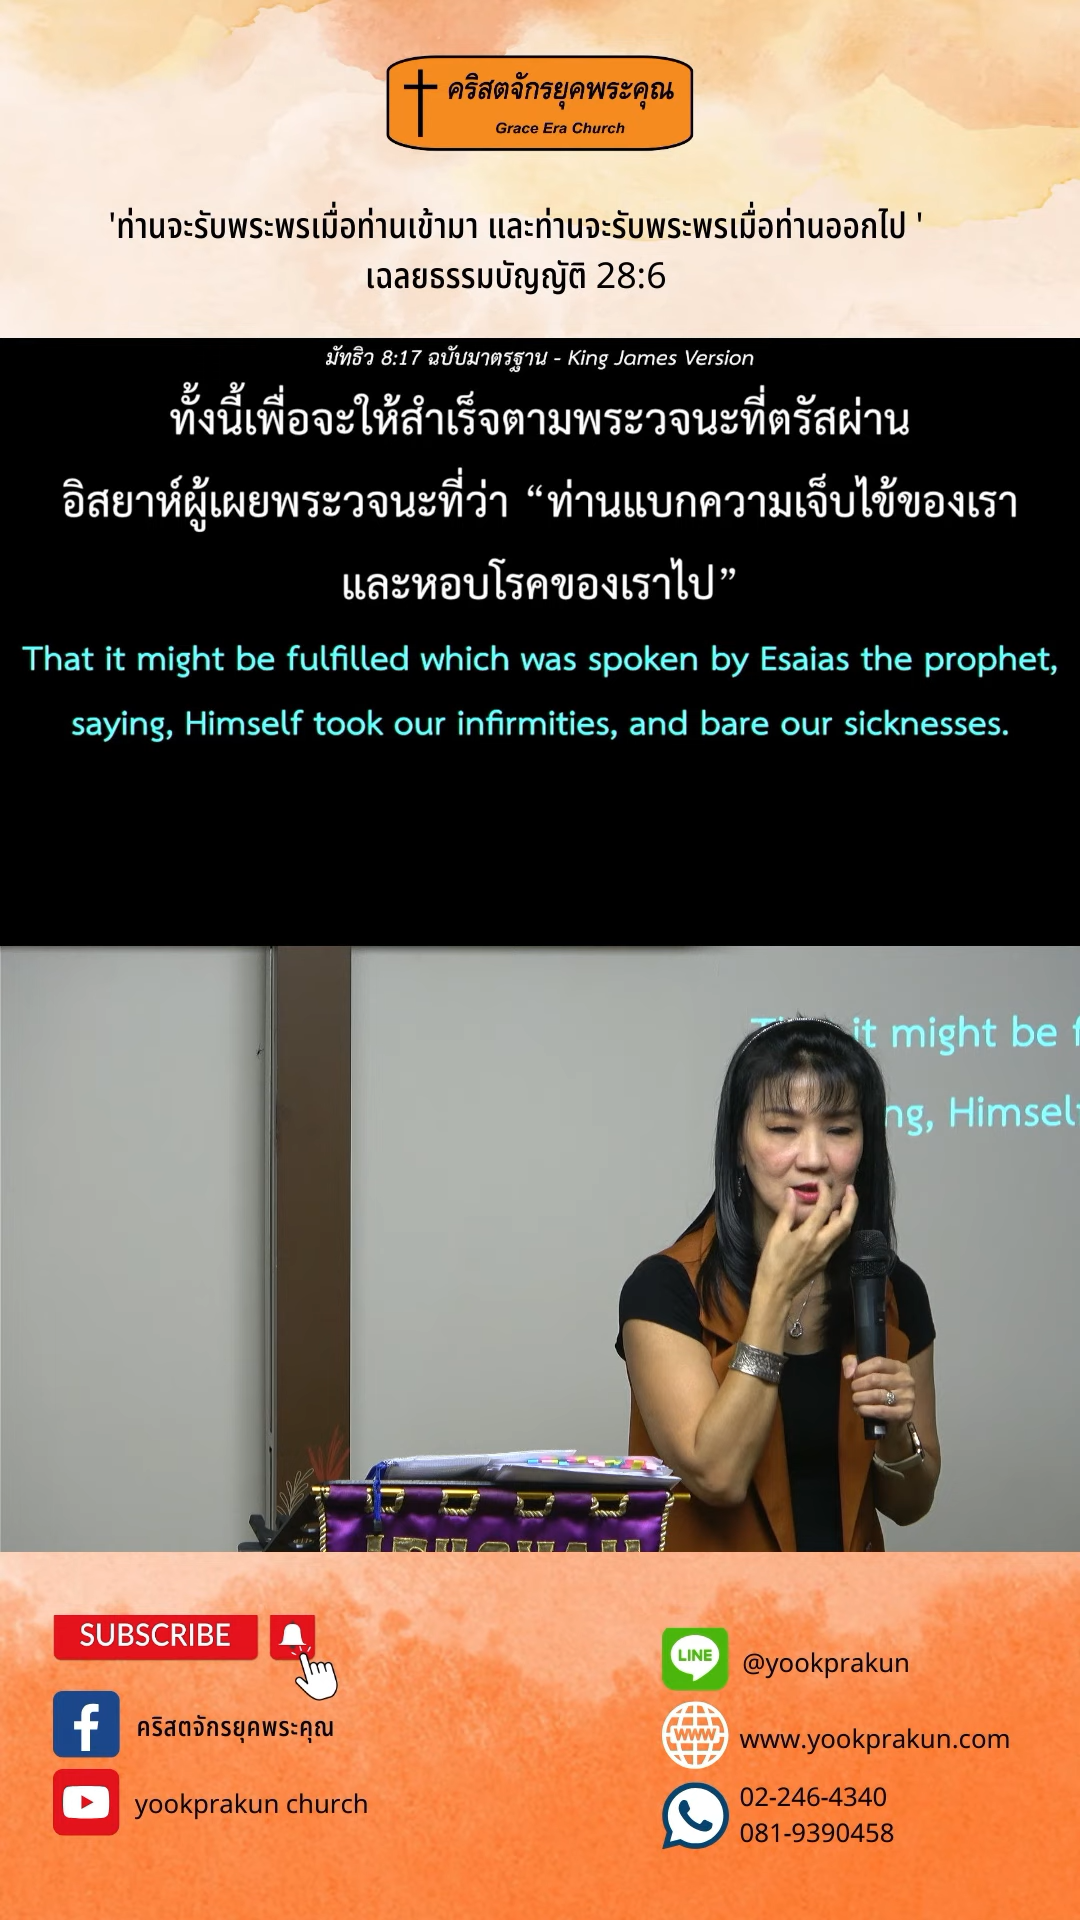 คริสตจักรยุคพระคุณ
Grace Era Church
'ท่านจะรับพระพรเมื่อท่านเข้ามา และท่านจะรับพระพรเมื่อท่านออกไป '
เฉลยธรรมบัญญัติ 28:6
มัทธิว 8:17 ฉบับมาตรฐาน - King James Version
ทั้งนี้เพื่อจะให้สำเร็จตามพระวจนะที่ตรัสผ่าน
อิสยาห์ผู้เผยพระวจนะที่ว่า “ท่านแบกความเจ็บไข้ของเรา
และหอบโรคของเราไป”
That it might be fulfilled which was spoken by Esaias the prophet,
saying, Himself took our infirmities, and bare our sicknesses.
it might be f
ng, Himself
SUBSCRIBE
คริสตจักรยุคพระคุณ
yookprakun church
LINE
@yookprakun
WWW
www.yookprakun.com
02-246-4340
081-9390458